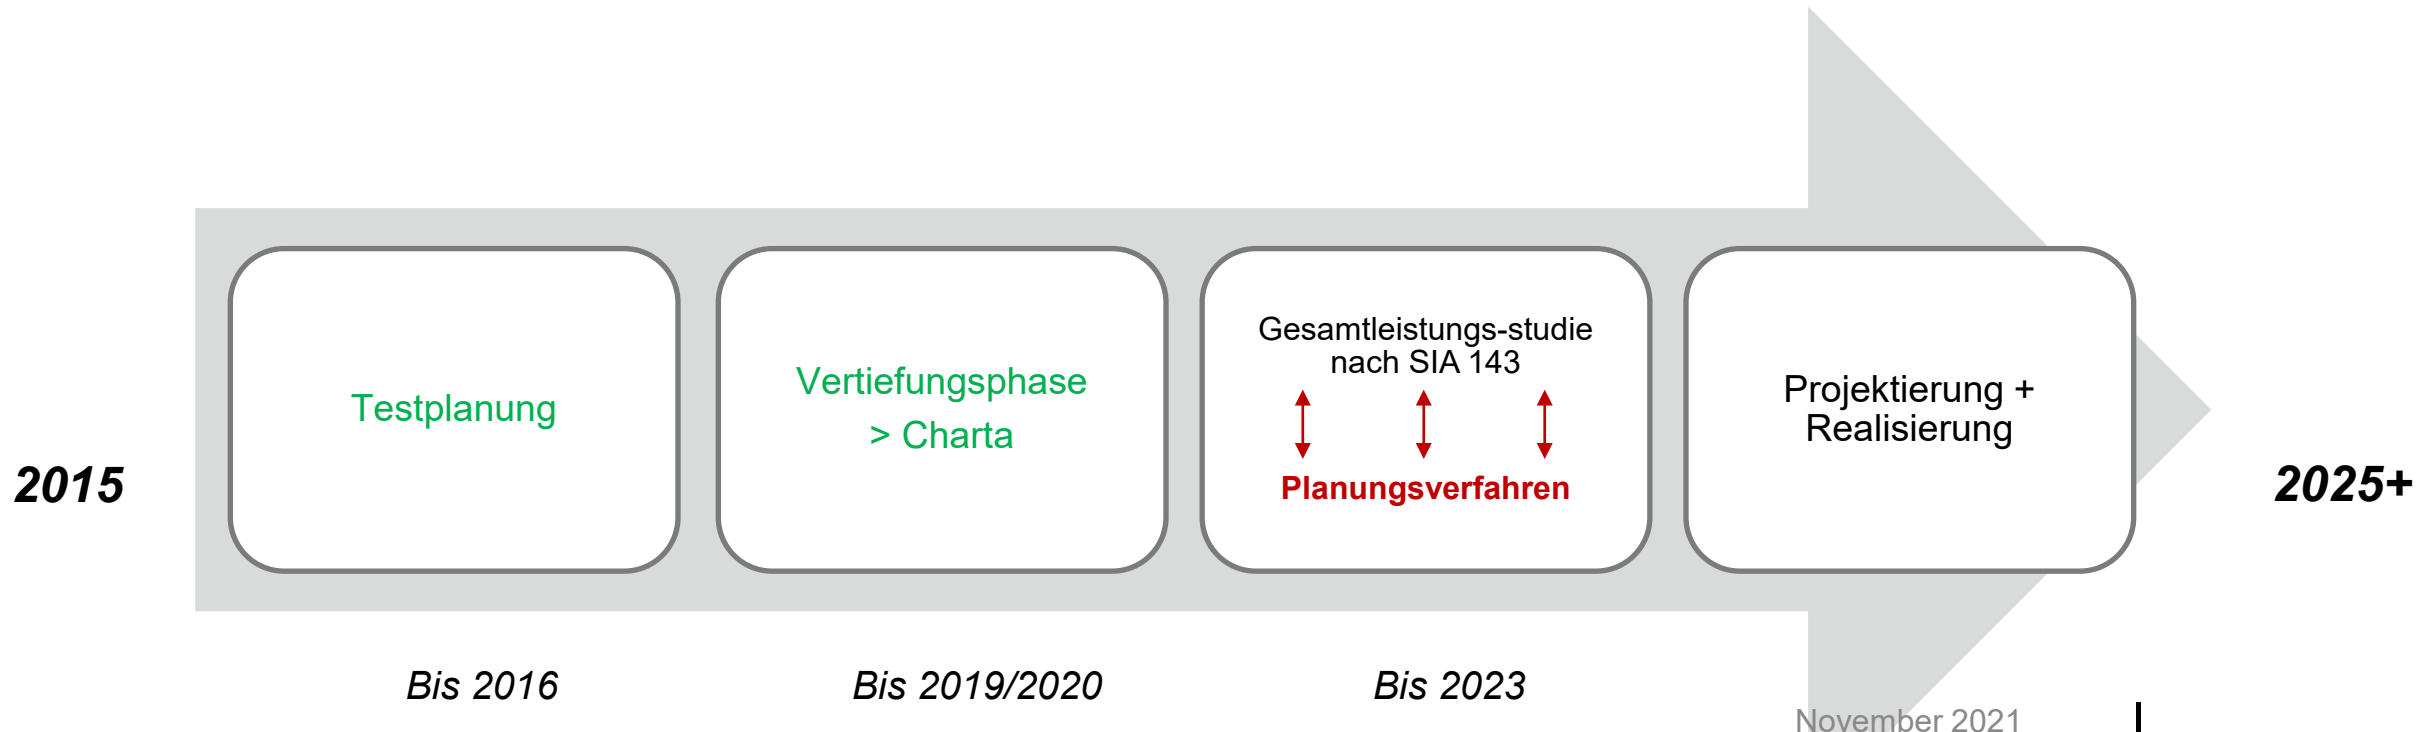 2015
Testplanung
Vertiefungsphase
> Charta
Gesamtleistungs-studie
nach SIA 143
Planungsverfahren
Projektierung +
Realisierung
2025+
Bis 2016
Bis 2019/2020
Bis 2023
November 2021